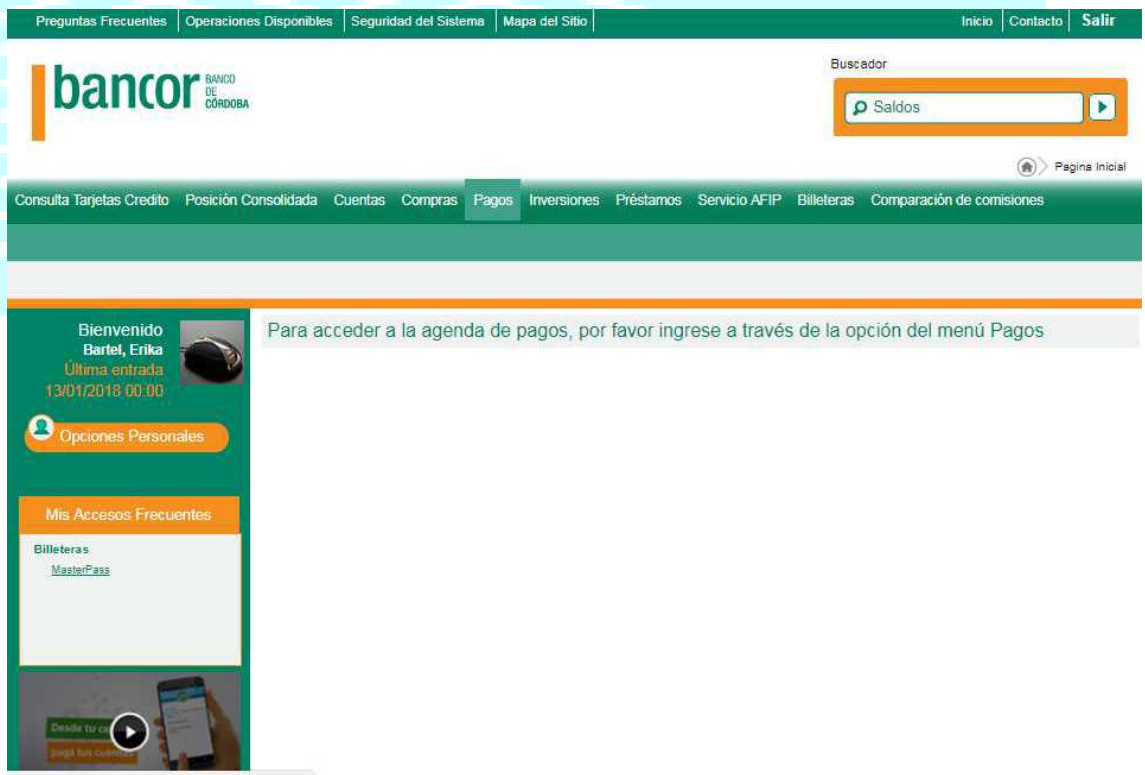 Preguntas Frecuentes Operaciones Disponibles Seguridad del Sistema Mapa del Sitio Inicio Contacto Salir
bancor BANCO
DE
CÓRDOBA
Buscador
Saldos
Pagina Inicial
Consulta Tarjetas Credito Posición Consolidada Cuentas Compras Pagos Inversiones Préstamos Servicio AFIP Billeteras Comparación de comisiones
Bienvenido
Bartel, Erika
Última entrada
13/01/2018 00:00
Para acceder a la agenda de pagos, por favor ingrese a través de la opción del menú Pagos
Opciones Personales
Mis Accesos Frecuentes
Billeteras
MasterPass
Desde tu
pagá tus